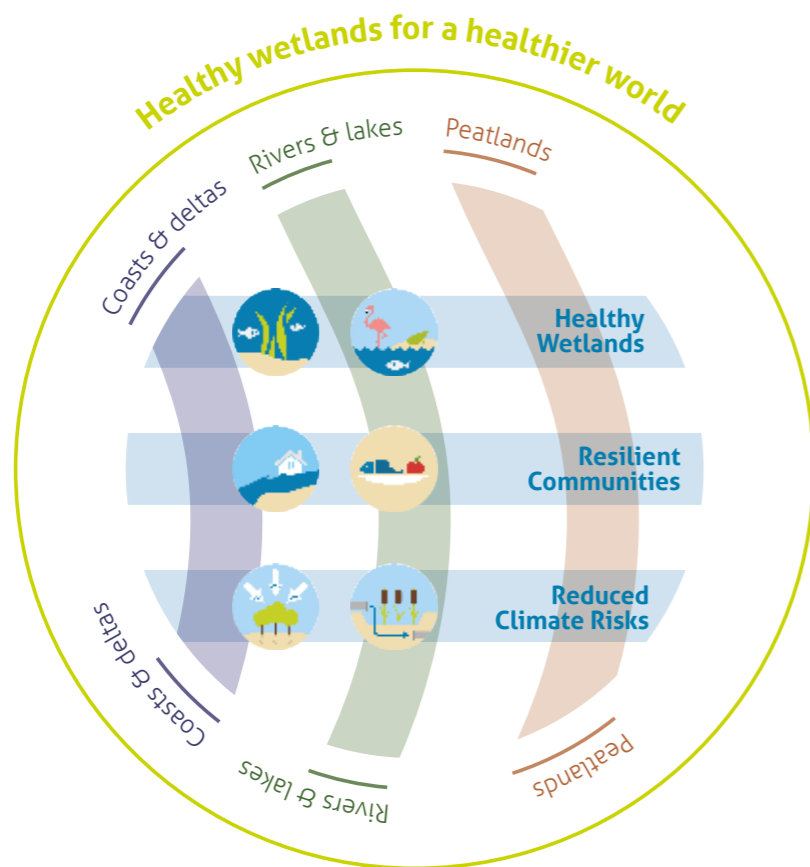 Healthy wetlands for a healthier world
Coasts & deltas
Rivers & lakes
Peatlands
Healthy
Wetlands
Resilient
Communities
Reduced
Climate Risks
Coasts & deltas
Rivers & lakes
Peatlands